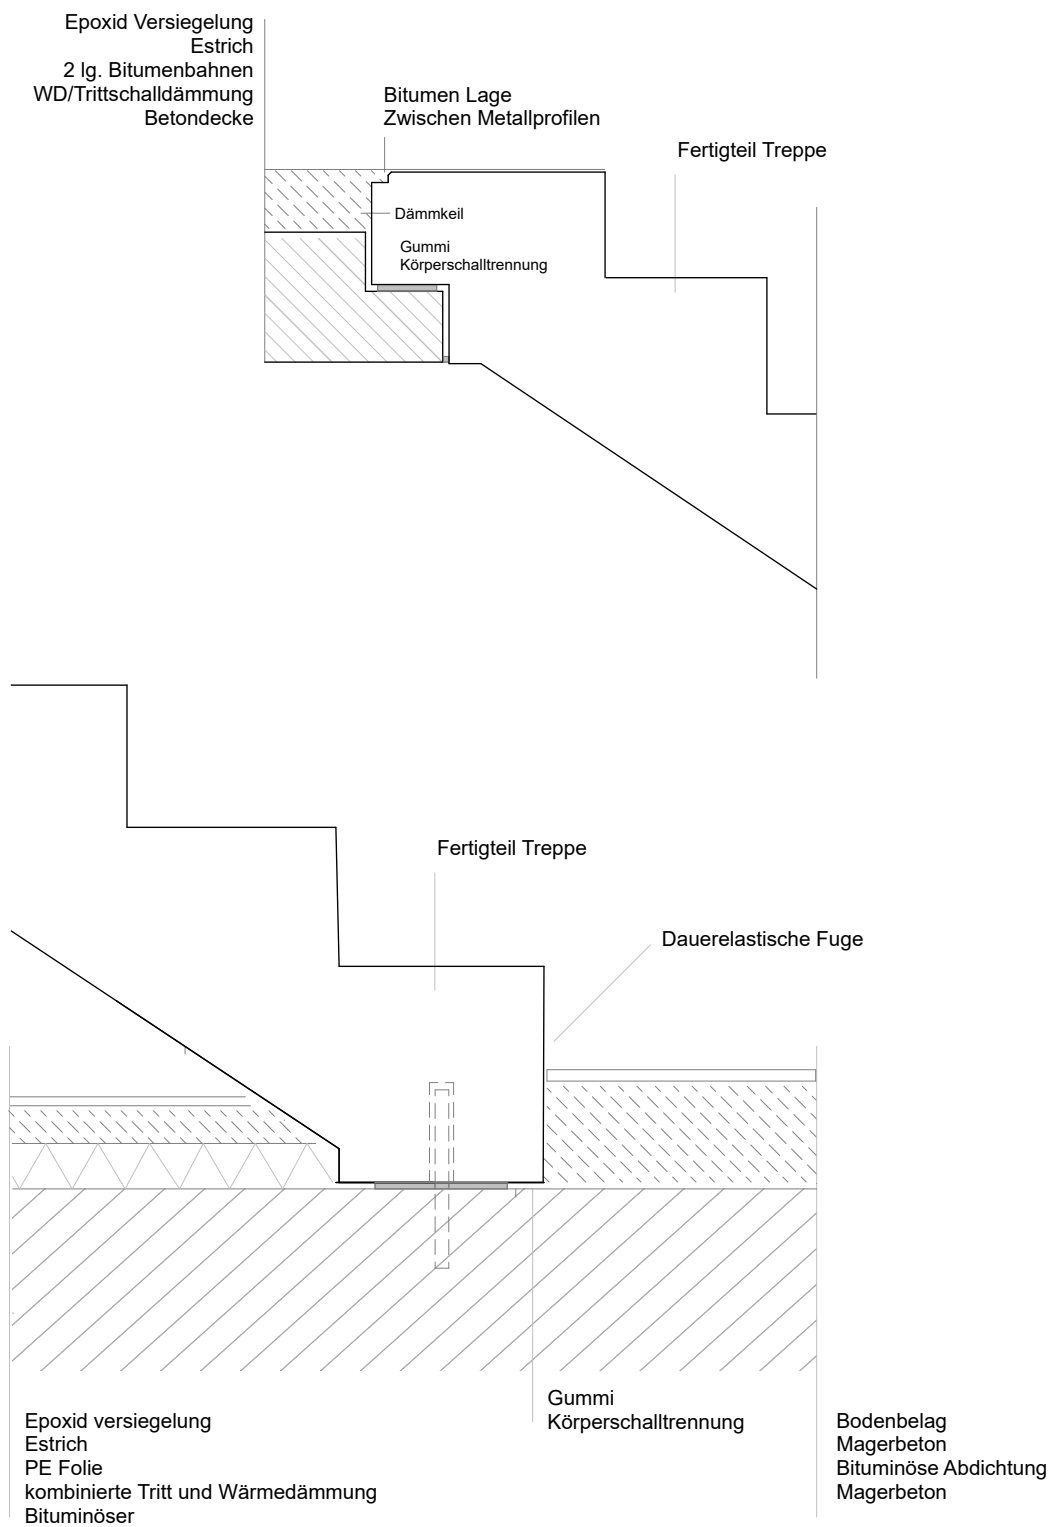 Epoxid Versiegelung
Estrich
2 lg. Bitumenbahnen
WD/Trittschalldämmung
Betondecke
Bitumen Lage
Zwischen Metallprofilen
Fertigteil Treppe
Dämmkeil
Gummi
Körperschalltrennung
Fertigteil Treppe
Dauerelastische Fuge
Gummi
Körperschalltrennung
Epoxid versiegelung
Estrich
PE Folie
kombinierte Tritt und Wärmedämmung
Bituminöser
Bodenbelag
Magerbeton
Bituminöse Abdichtung
Magerbeton